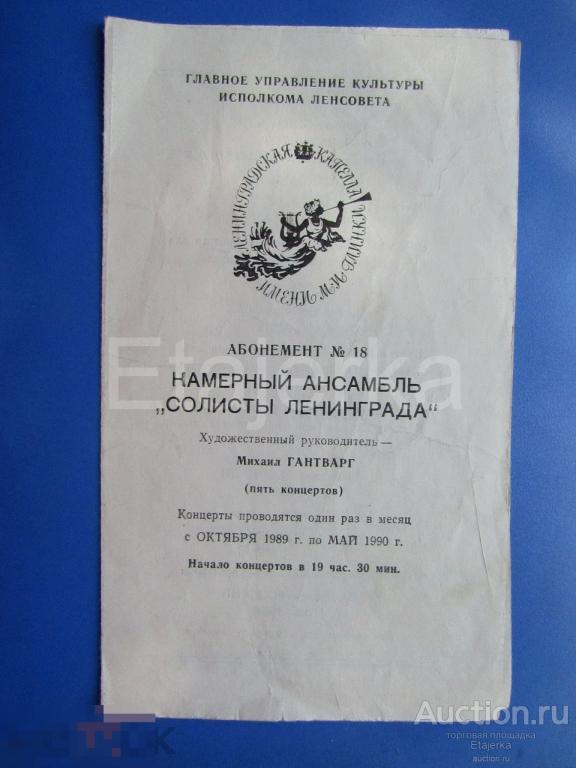 ГЛАВНОЕ УПРАВЛЕНИЕ КУЛЬТУРЫ
ИСПОЛКОМА ЛЕНСОВЕТА
ЛЕНИНГРАДСКАЯ КАПЕЛЛА ИМЕНИ М.И. ГЛИНКИ
АБОНЕМЕНТ № 18
КАМЕРНЫЙ АНСАМБЛЬ
„СОЛИСТЫ ЛЕНИНГРАДА“
Художественный руководитель —
Михаил ГАНТВАРГ
(пять концертов)
Концерты проводятся один раз в месяц
с ОКТЯБРЯ 1989 г. по МАЙ 1990 г.
Начало концертов в 19 час. 30 мин.
Etajerka
Auction.ru
торговая площадка
Etajerka
auction.ru